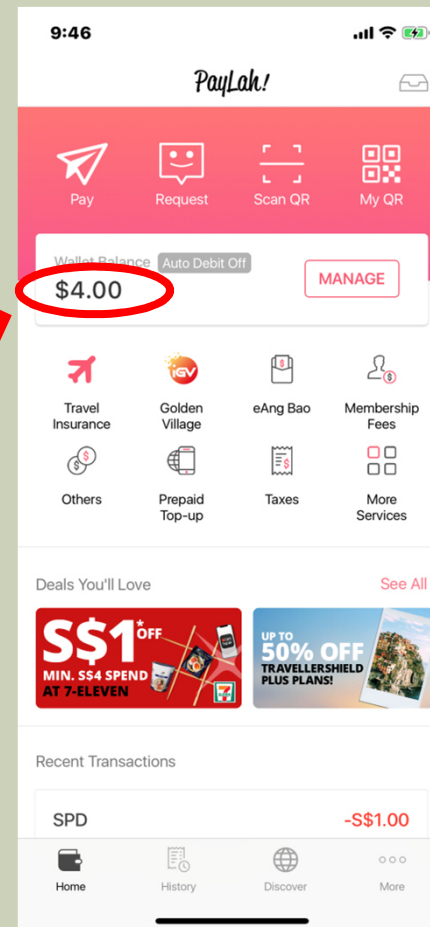 9:46
PayLah!
Pay Request Scan QR My QR
Wallet Balance Auto Debit Off
$4.00
MANAGE
Travel Insurance
Golden Village
eAng Bao
Membership Fees
Others
Prepaid Top-up
Taxes
More Services
Deals You'll Love See All
S$1* OFF
MIN. S$4 SPEND
AT 7-ELEVEN
UP TO
50% OFF
TRAVELLERSHIELD
PLUS PLANS!
Recent Transactions
SPD -S$1.00
Home History Discover More